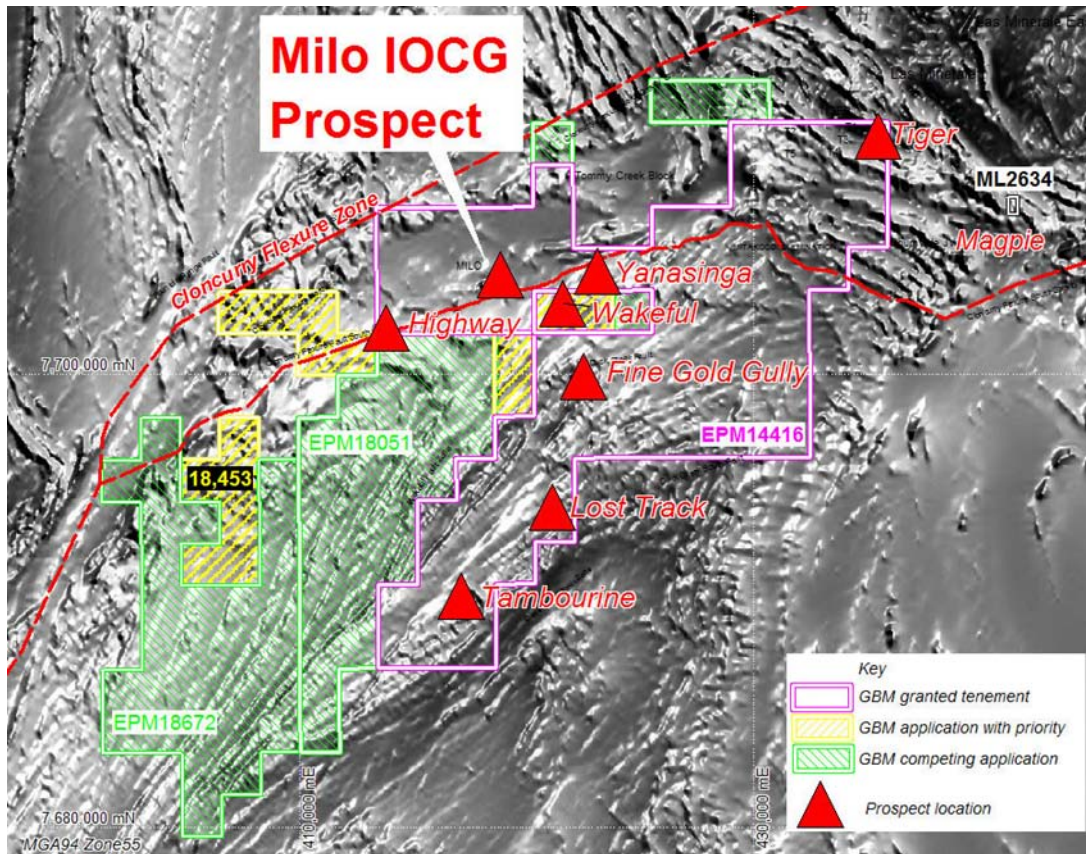 Milo IOCG
Prospect
Tiger
Tommy Creek Block
ML2634
Magpie
Cloncurry Flexure Zone
MILO
Yanasinga
Wakeful
Highway
7,700,000 mN
Fine Gold Gully
EPM18051
EPM14416
18,453
Lost Track
Tambourine
EPM18672
Key
GBM granted tenement
GBM application with priority
GBM competing application
Prospect location
410,000 mE
430,000 mE
7,680,000 mN
MGA94 Zone55